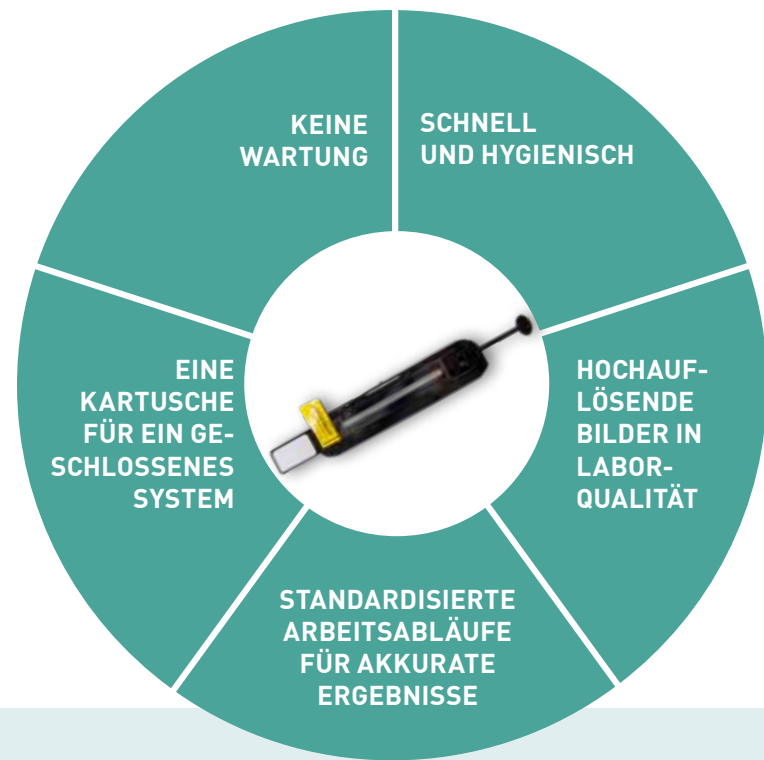 KEINE
WARTUNG
SCHNELL
UND HYGIENISCH
HOCHAUF-
LÖSENDE
BILDER IN
LABOR-
QUALITÄT
STANDARDISIERTE
ARBEITSABLÄUFE
FÜR AKKURATE
ERGEBNISSE
EINE
KARTUSCHE
FÜR EIN GE-
SCHLOSSENES
SYSTEM